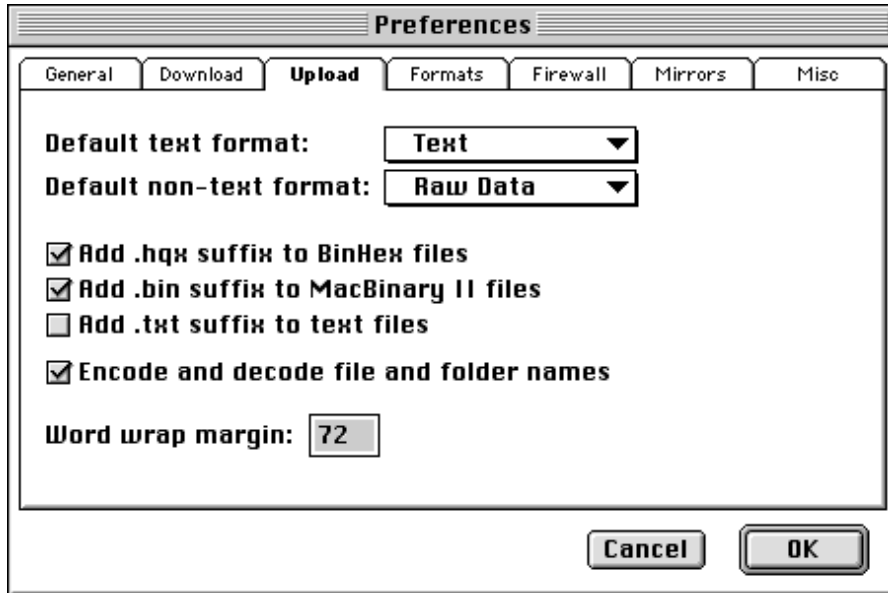 Preferences
General Download Upload Formats Firewall Mirrors Misc
Default text format: Text
Default non-text format: Raw Data
Add .hqx suffix to BinHex files
Add .bin suffix to MacBinary II files
Add .txt suffix to text files
Encode and decode file and folder names
Word wrap margin: 72
Cancel OK